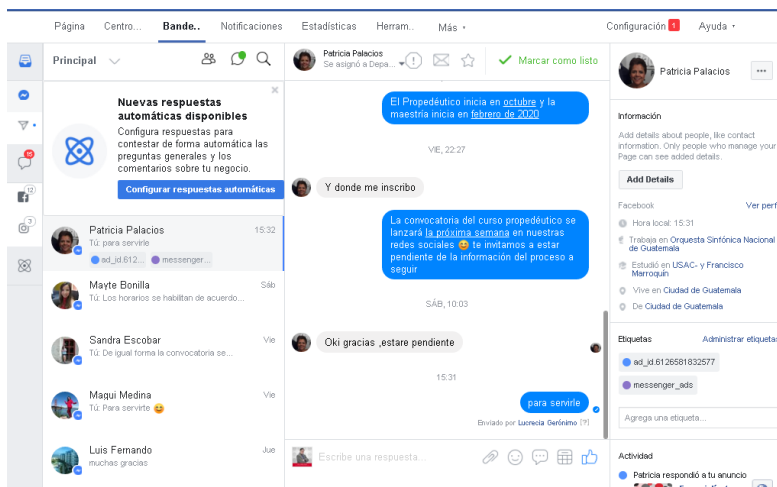 Página Centro... Bande.. Notificaciones Estadísticas Herram.. Más Configuración 1 Ayuda
Principal
Nuevas respuestas
automáticas disponibles
Configura respuestas para
contestar de forma automática las
preguntas generales y los
comentarios sobre tu negocio.
Configurar respuestas automáticas
Patricia Palacios 15:32
Tú: para servirle
ad_id.612... messenger...
Mayte Bonilla Sáb
Tú: Los horarios se habilitan de acuerdo...
Sandra Escobar Vie
Tú: De igual forma la convocatoria se...
Magui Medina Vie
Tú: Para servirte
Luis Fernando Jue
muchas gracias
Patricia Palacios
Se asignó a Depa...
Marcar como listo
El Propedéutico inicia en octubre y la
maestría inicia en febrero de 2020
VIE, 22:27
Y donde me inscribo
La convocatoria del curso propedéutico se
lanzará la próxima semana en nuestras
redes sociales te invitamos a estar
pendiente de la información del proceso a
seguir
SÁB, 10:03
Oki gracias ,estare pendiente
15:31
para servirle
Enviado por Lucrecia Gerónimo [?]
Escribe una respuesta...
Patricia Palacios
Información
Add details about people, like contact
information. Only people who manage your
Page can see added details.
Add Details
Facebook Ver perf
Hora local: 15:31
Trabaja en Orquesta Sinfónica Nacional
de Guatemala
Estudió en USAC- y Francisco
Marroquín
Vive en Ciudad de Guatemala
De Ciudad de Guatemala
Etiquetas Administrar etiquetas
ad_id.6126581832577
messenger_ads
Agrega una etiqueta...
Actividad
Patricia respondió a tu anuncio